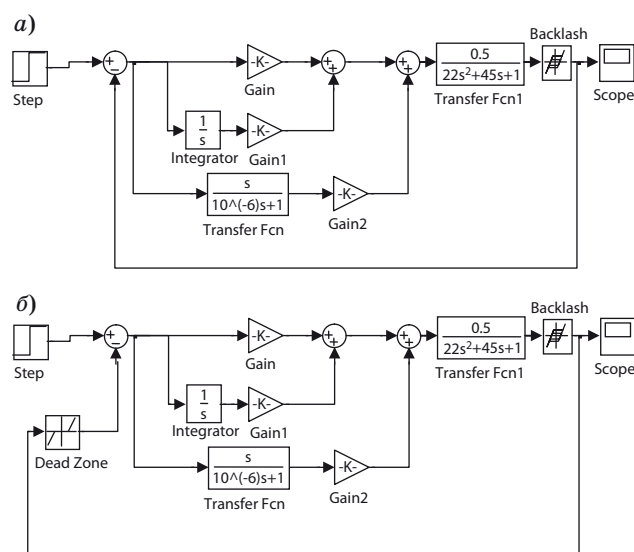 а)
Step
+
−
-K-
Gain
1
s
Integrator
-K-
Gain1
s
10^(-6)s+1
Transfer Fcn
-K-
Gain2
+
+
+
+
0.5
22s²+45s+1
Transfer Fcn1
Backlash
Scope
б)
Step
+
−
Dead Zone
-K-
Gain
1
s
Integrator
-K-
Gain1
s
10^(-6)s+1
Transfer Fcn
-K-
Gain2
+
+
+
+
0.5
22s²+45s+1
Transfer Fcn1
Backlash
Scope